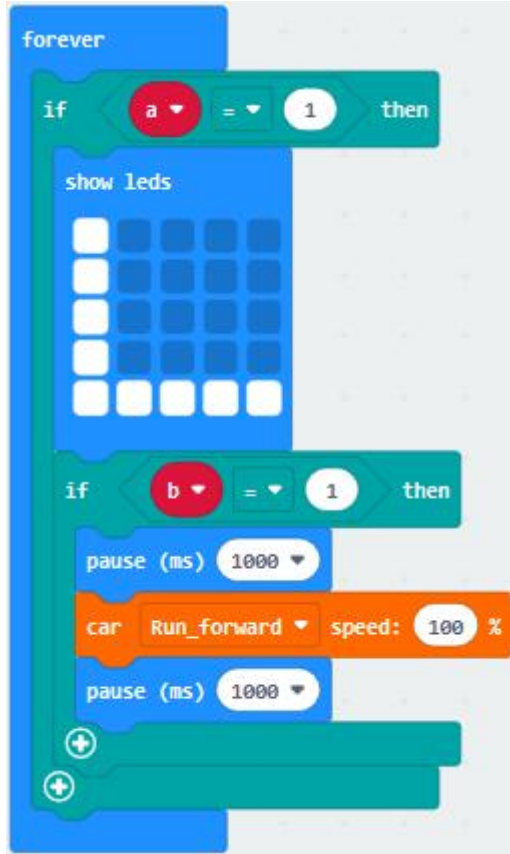 forever
if a = 1 then
show leds
if b = 1 then
pause (ms) 1000
car Run_forward speed: 100 %
pause (ms) 1000